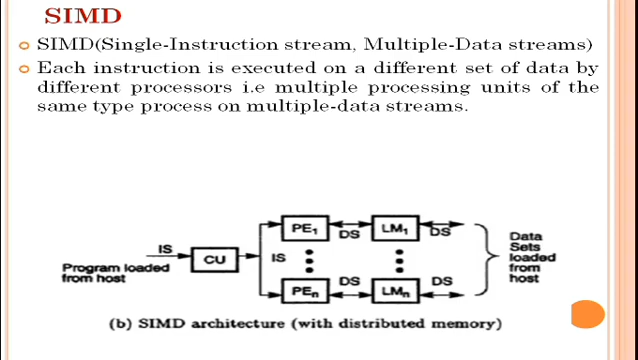 SIMD
SIMD(Single-Instruction stream, Multiple-Data streams)
Each instruction is executed on a different set of data by
different processors i.e multiple processing units of the
same type process on multiple-data streams.
IS
CU
Program loaded
from host
IS
PE1
DS
LM1
DS
PEn
DS
LMn
DS
Data
Sets
loaded
from
host
(b) SIMD architecture (with distributed memory)